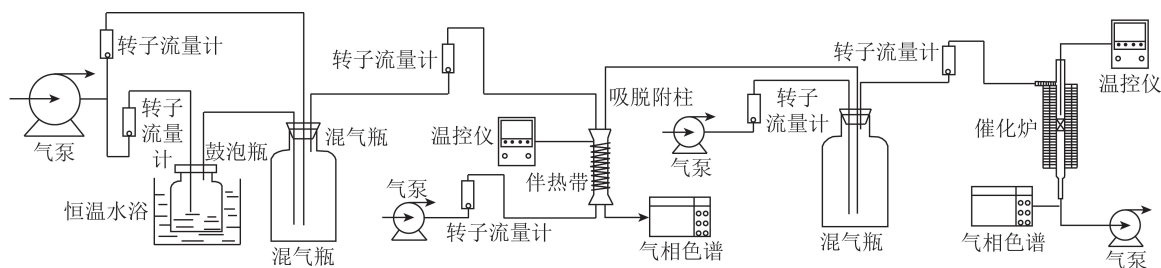 转子流量计
气泵
转子
流量
计
鼓泡瓶
恒温水浴
混气瓶
混气瓶
转子流量计
温控仪
伴热带
吸脱附柱
气泵
转子流量计
气相色谱
气泵
转子
流量计
混气瓶
转子流量计
温控仪
催化炉
气相色谱
气泵